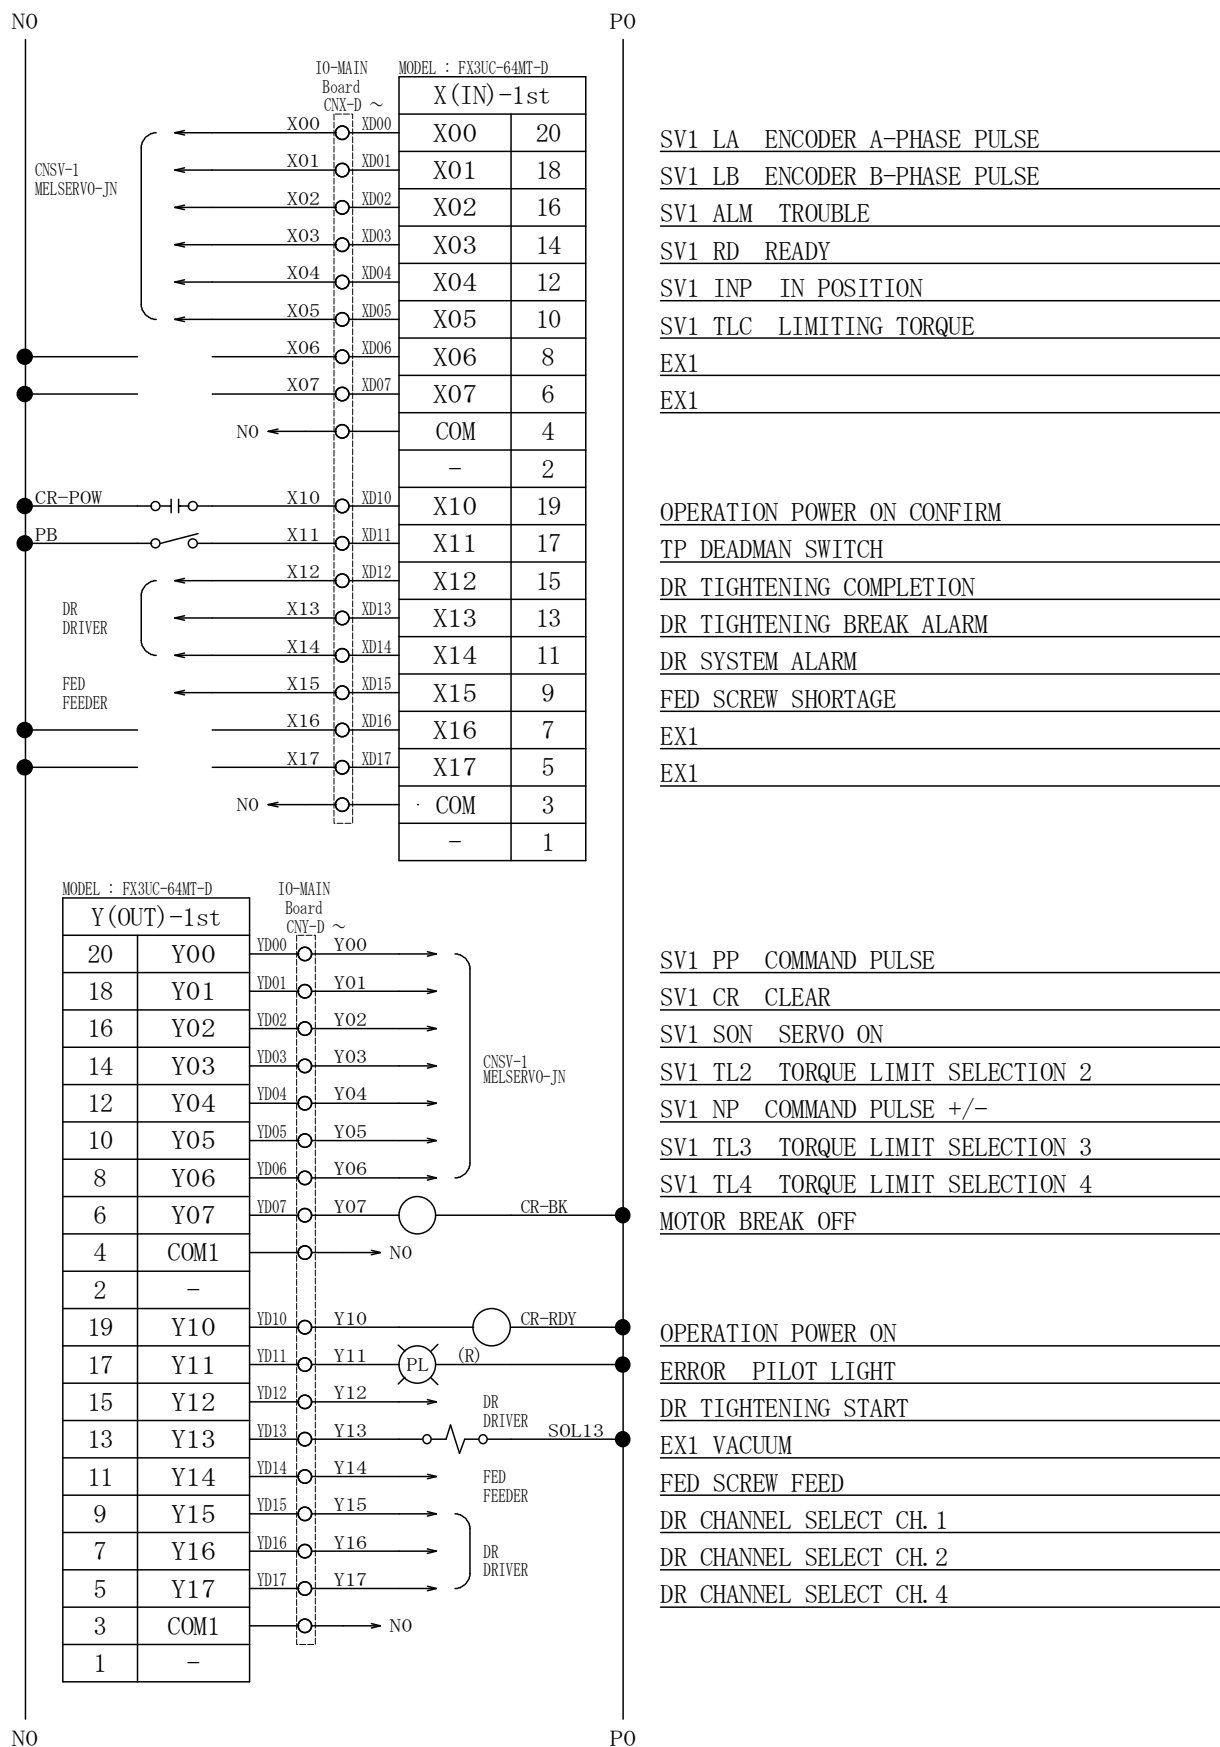 N0 P0
IO-MAIN MODEL : FX3UC-64MT-D
Board X(IN)-1st
CNX-D ~
X00 XD00 X00 20 SV1 LA ENCODER A-PHASE PULSE
CNSV-1 X01 XD01 X01 18 SV1 LB ENCODER B-PHASE PULSE
MELSERVO-JN
X02 XD02 X02 16 SV1 ALM TROUBLE
X03 XD03 X03 14 SV1 RD READY
X04 XD04 X04 12 SV1 INP IN POSITION
X05 XD05 X05 10 SV1 TLC LIMITING TORQUE
X06 XD06 X06 8 EX1
X07 XD07 X07 6 EX1
N0 COM 4
- 2
CR-POW X10 XD10 X10 19 OPERATION POWER ON CONFIRM
PB X11 XD11 X11 17 TP DEADMAN SWITCH
X12 XD12 X12 15 DR TIGHTENING COMPLETION
DR X13 XD13 X13 13 DR TIGHTENING BREAK ALARM
DRIVER
X14 XD14 X14 11 DR SYSTEM ALARM
FED X15 XD15 X15 9 FED SCREW SHORTAGE
FEEDER
X16 XD16 X16 7 EX1
X17 XD17 X17 5 EX1
N0 COM 3
- 1
MODEL : FX3UC-64MT-D IO-MAIN
Y(OUT)-1st Board
CNY-D ~
20 Y00 YD00 Y00 SV1 PP COMMAND PULSE
18 Y01 YD01 Y01 SV1 CR CLEAR
16 Y02 YD02 Y02 SV1 SON SERVO ON
14 Y03 YD03 Y03 CNSV-1 SV1 TL2 TORQUE LIMIT SELECTION 2
MELSERVO-JN
12 Y04 YD04 Y04 SV1 NP COMMAND PULSE +/-
10 Y05 YD05 Y05 SV1 TL3 TORQUE LIMIT SELECTION 3
8 Y06 YD06 Y06 SV1 TL4 TORQUE LIMIT SELECTION 4
6 Y07 YD07 Y07 CR-BK MOTOR BREAK OFF
4 COM1 N0
2 -
19 Y10 YD10 Y10 CR-RDY OPERATION POWER ON
17 Y11 YD11 Y11 PL (R) ERROR PILOT LIGHT
15 Y12 YD12 Y12 DR DR TIGHTENING START
DRIVER
13 Y13 YD13 Y13 SOL13 EX1 VACUUM
11 Y14 YD14 Y14 FED FED SCREW FEED
FEEDER
9 Y15 YD15 Y15 DR CHANNEL SELECT CH.1
7 Y16 YD16 Y16 DR DR CHANNEL SELECT CH.2
DRIVER
5 Y17 YD17 Y17 DR CHANNEL SELECT CH.4
3 COM1 N0
1 -
N0 P0